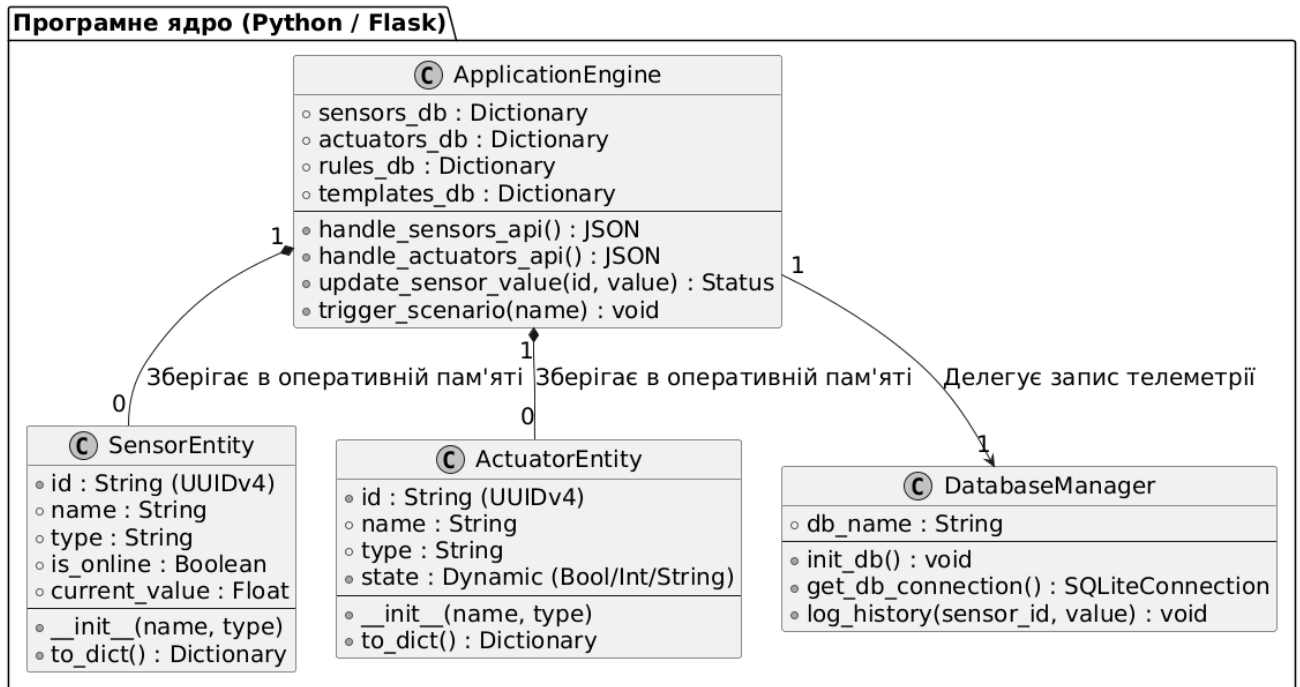 Програмне ядро (Python / Flask)
C ApplicationEngine
sensors_db : Dictionary
actuators_db : Dictionary
rules_db : Dictionary
templates_db : Dictionary
handle_sensors_api() : JSON
handle_actuators_api() : JSON
update_sensor_value(id, value) : Status
trigger_scenario(name) : void
1
1
1
Зберігає в оперативній пам'яті
Зберігає в оперативній пам'яті
Делегує запис телеметрії
0
0
1
C SensorEntity
id : String (UUIDv4)
name : String
type : String
is_online : Boolean
current_value : Float
__init__(name, type)
to_dict() : Dictionary
C ActuatorEntity
id : String (UUIDv4)
name : String
type : String
state : Dynamic (Bool/Int/String)
__init__(name, type)
to_dict() : Dictionary
C DatabaseManager
db_name : String
init_db() : void
get_db_connection() : SQLiteConnection
log_history(sensor_id, value) : void